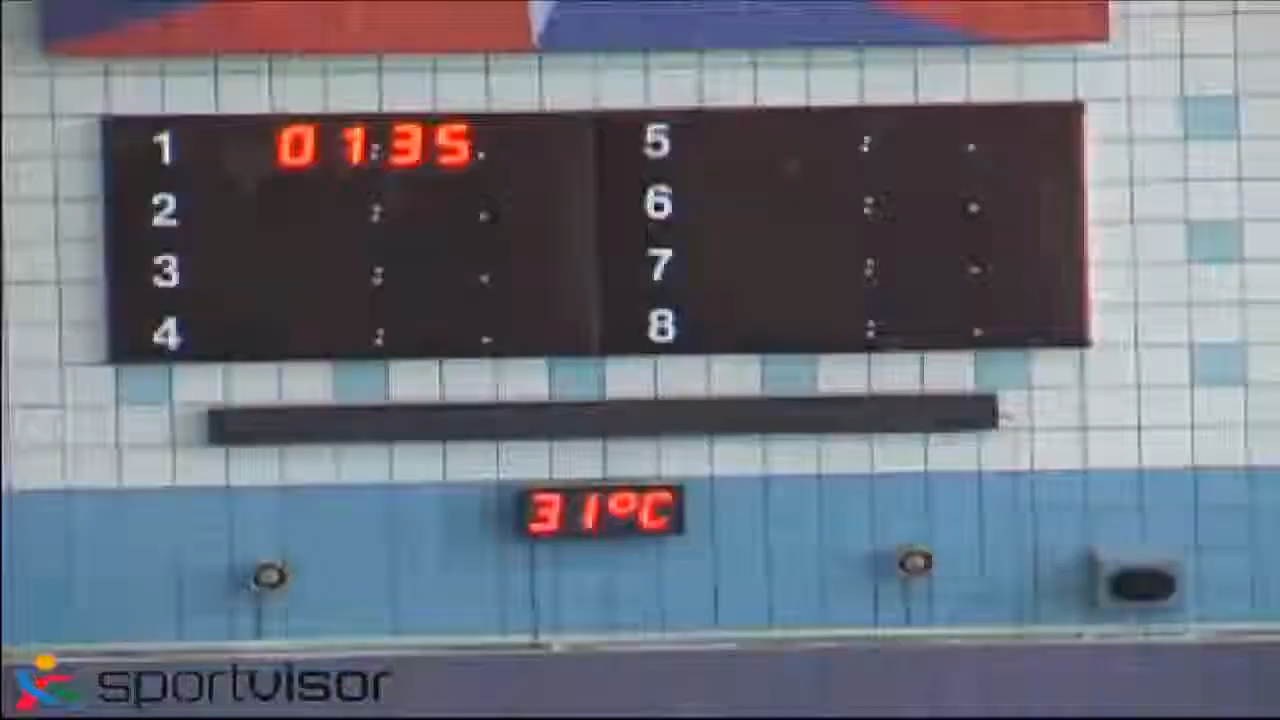 1 01:35. 5 : .
2 : . 6 : .
3 : . 7 : .
4 : . 8 : .
31°C
sportvisor